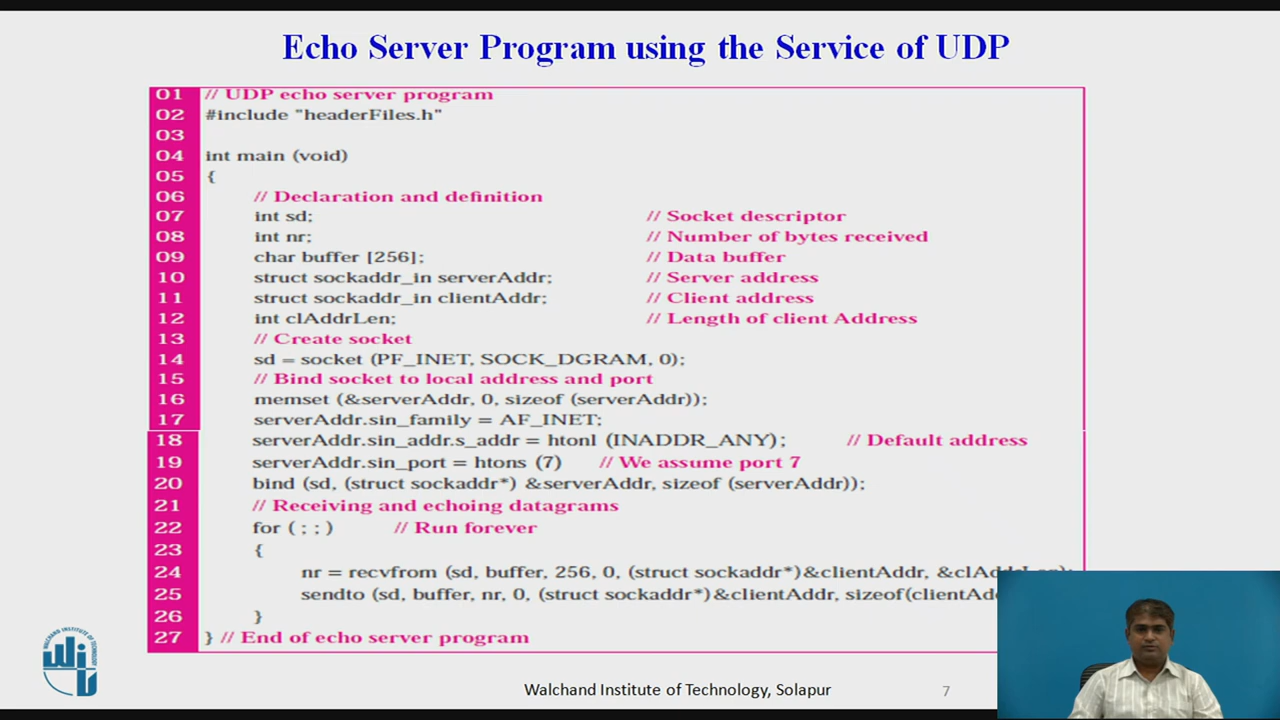 Echo Server Program using the Service of UDP
01 // UDP echo server program
02 #include "headerFiles.h"
03
04 int main (void)
05 {
06 // Declaration and definition
07 int sd; // Socket descriptor
08 int nr; // Number of bytes received
09 char buffer [256]; // Data buffer
10 struct sockaddr_in serverAddr; // Server address
11 struct sockaddr_in clientAddr; // Client address
12 int clAddrLen; // Length of client Address
13 // Create socket
14 sd = socket (PF_INET, SOCK_DGRAM, 0);
15 // Bind socket to local address and port
16 memset (&serverAddr, 0, sizeof (serverAddr));
17 serverAddr.sin_family = AF_INET;
18 serverAddr.sin_addr.s_addr = htonl (INADDR_ANY); // Default address
19 serverAddr.sin_port = htons (7) // We assume port 7
20 bind (sd, (struct sockaddr*) &serverAddr, sizeof (serverAddr));
21 // Receiving and echoing datagrams
22 for ( ; ; ) // Run forever
23 {
24 nr = recvfrom (sd, buffer, 256, 0, (struct sockaddr*)&clientAddr, &clAddrLen);
25 sendto (sd, buffer, nr, 0, (struct sockaddr*)&clientAddr, sizeof(clientAd
26 }
27 } // End of echo server program
WALCHAND INSTITUTE OF TECHNOLOGY
WIT
Walchand Institute of Technology, Solapur
7